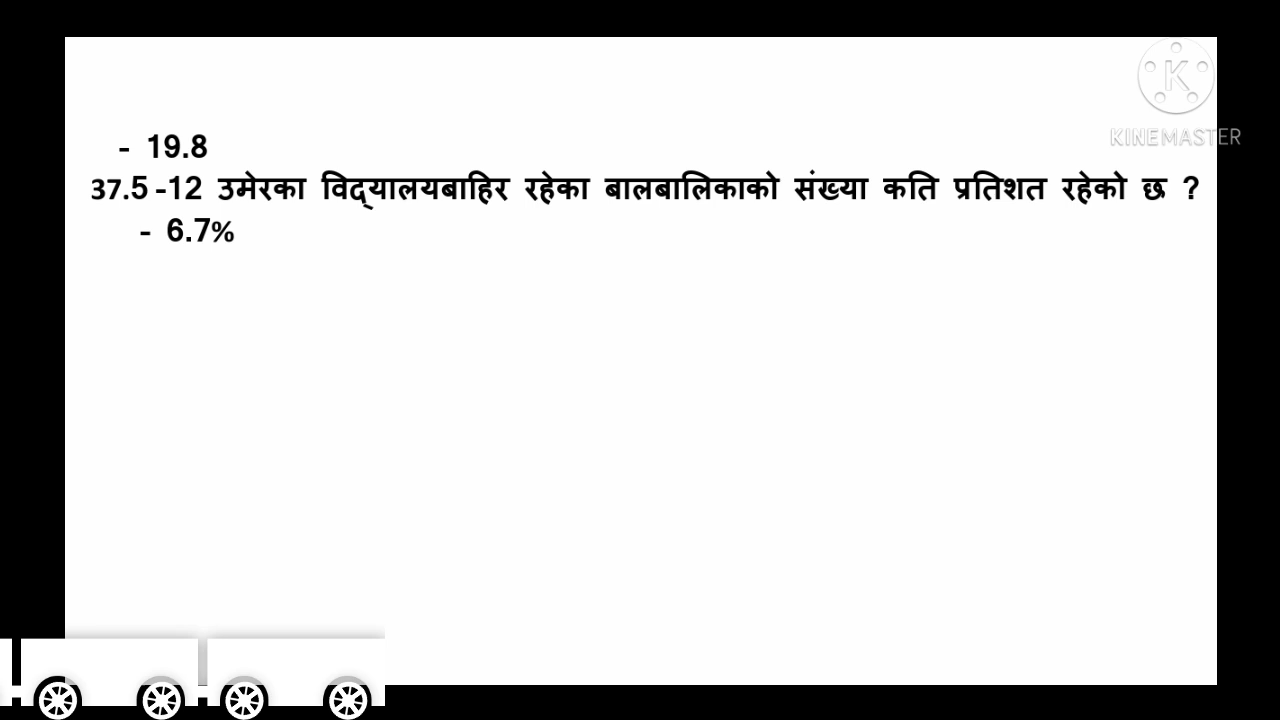 K
KINEMASTER
- 19.8
37.5 -12 उमेरका विद्यालयबाहिर रहेका बालबालिकाको संख्या कति प्रतिशत रहेको छ ?
- 6.7%